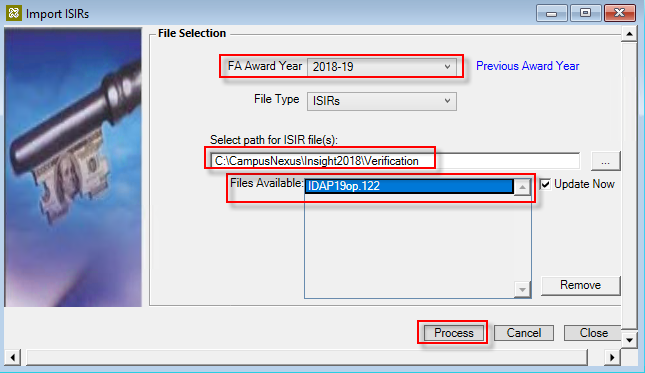 Import ISIRs
File Selection
FA Award Year 2018-19 Previous Award Year
File Type ISIRs
Select path for ISIR file(s):
C:\CampusNexus\Insight2018\Verification ...
Files Available: IDAP19op.122 Update Now
Remove
Process Cancel Close